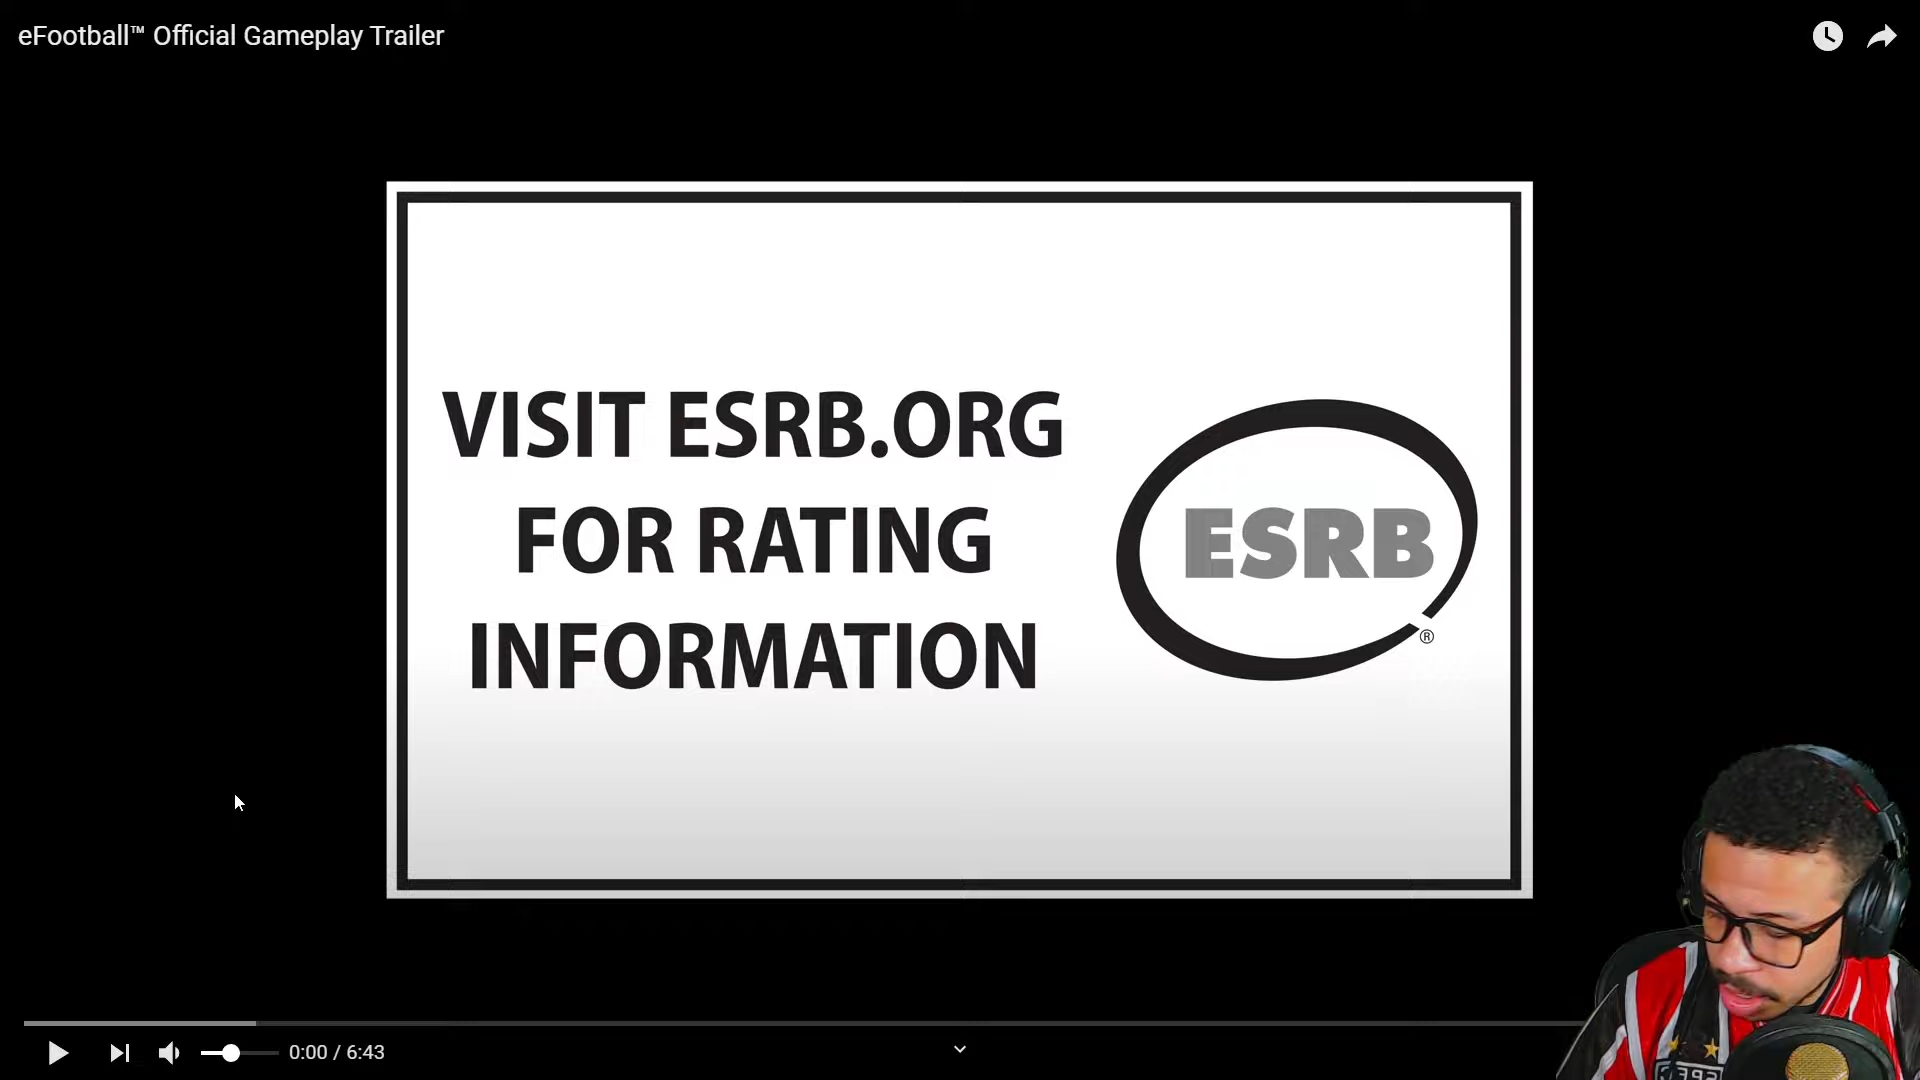 eFootball™ Official Gameplay Trailer
VISIT ESRB.ORG
FOR RATING
INFORMATION
ESRB
®
0:00 / 6:43